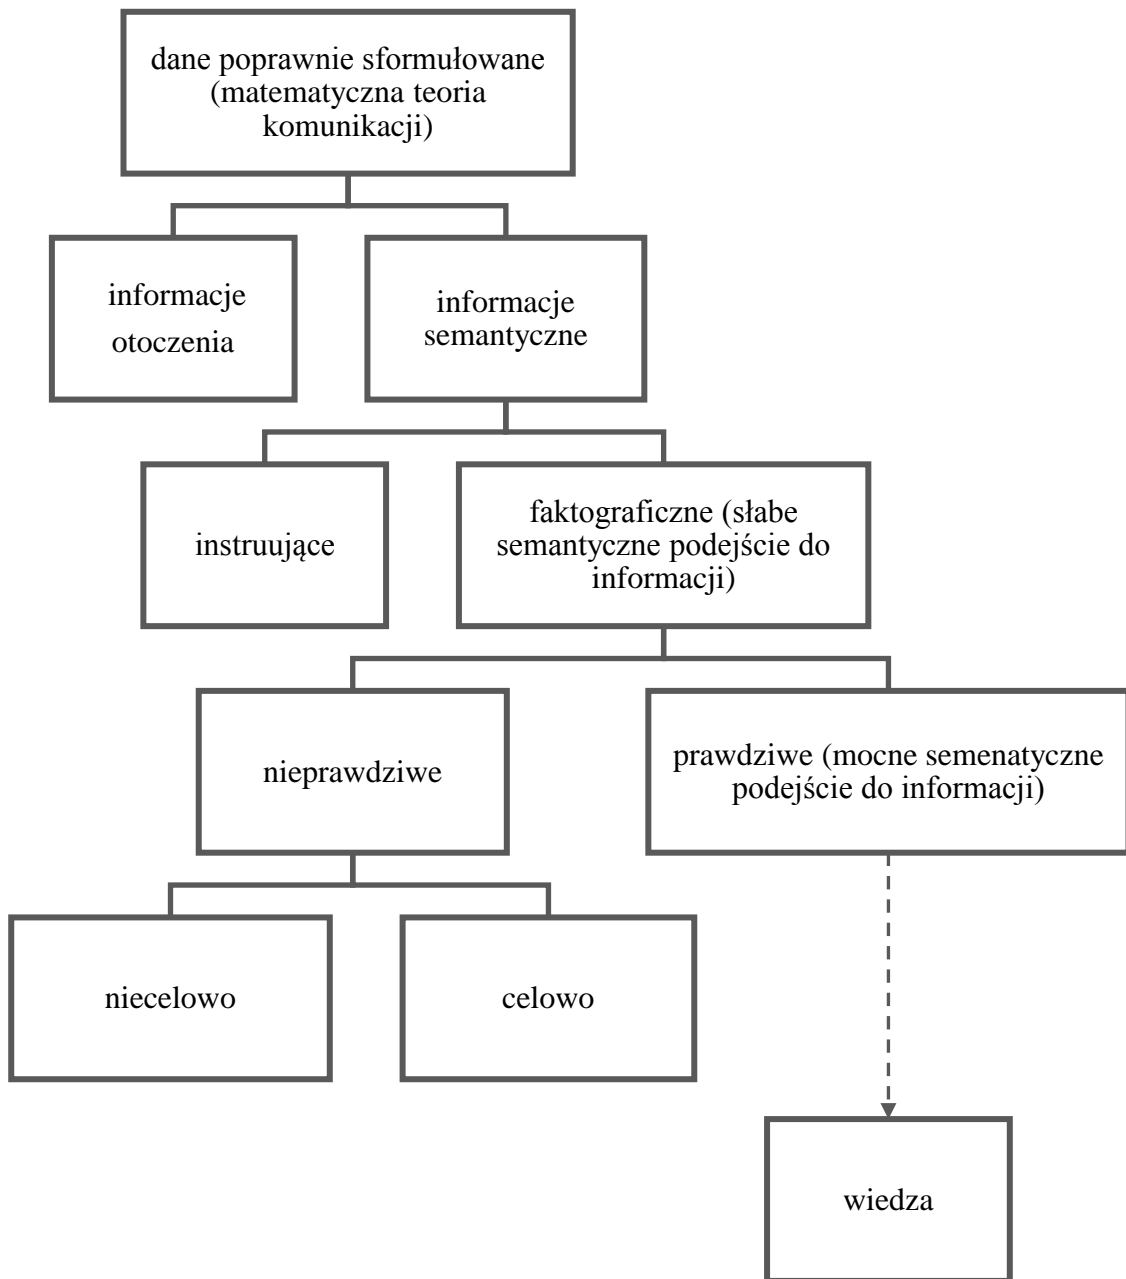 dane poprawnie sformułowane
(matematyczna teoria
komunikacji)
informacje
otoczenia
informacje
semantyczne
instruujące
faktograficzne (słabe
semantyczne podejście do
informacji)
nieprawdziwe
prawdziwe (mocne semenatyczne
podejście do informacji)
niecelowo
celowo
wiedza